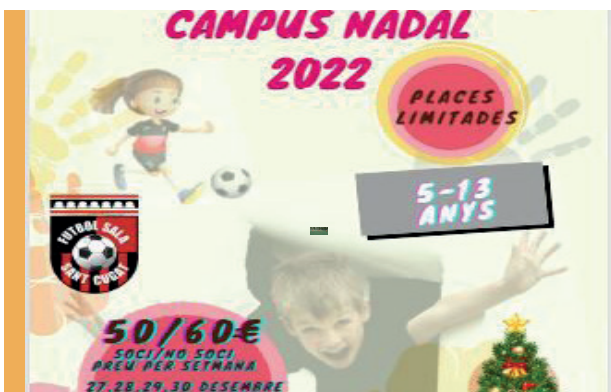 CAMPUS NADAL
2022
PLACES
LIMITADES
5-13
ANYS
FUTBOL SALA
SANT CUGAT
50/60€
SOCI/NO SOCI
PREU PER SETMANA
27,28,29,30 DESEMBRE